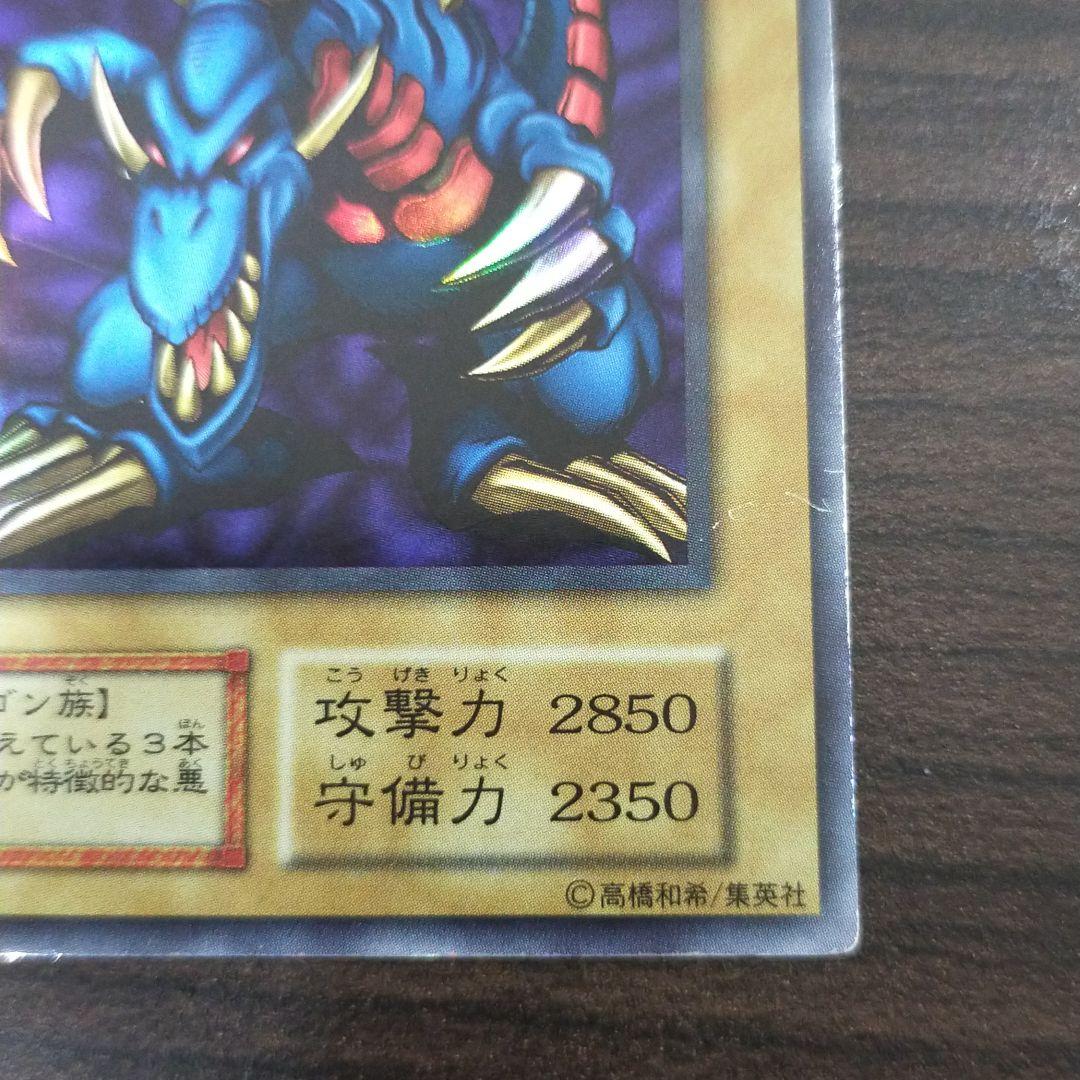 ゴン族】
えている3本
が特徴的な悪
攻撃力 2850
守備力 2350
©高橋和希/集英社